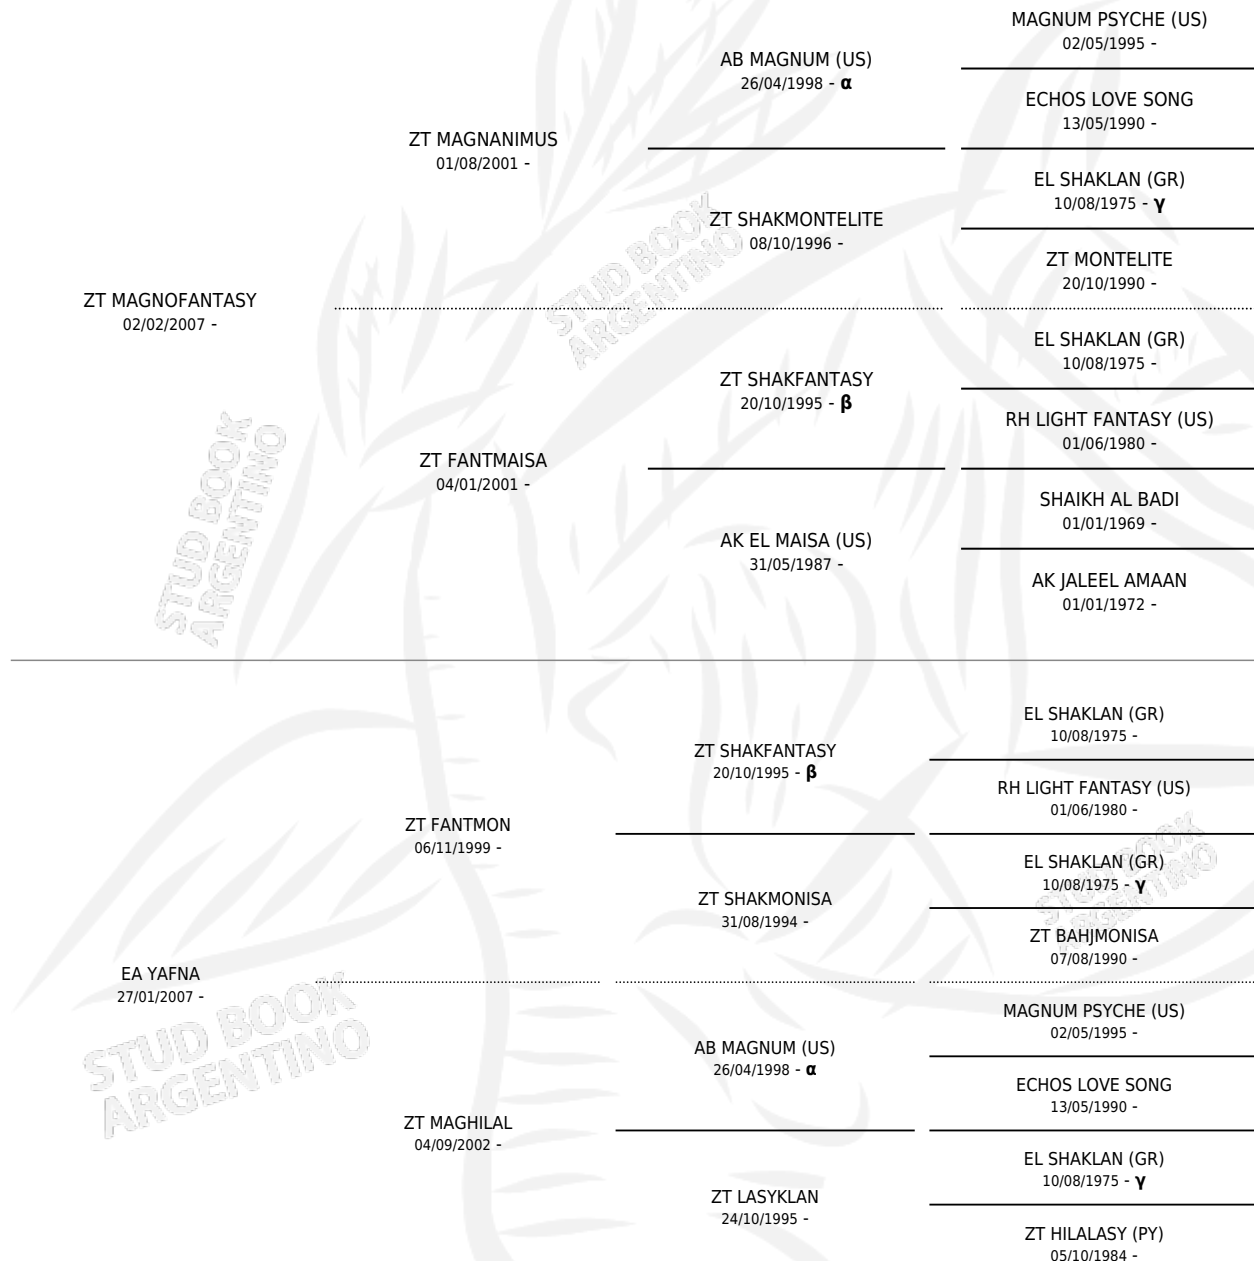 MAGNUM PSYCHE (US)
02/05/1995 -
AB MAGNUM (US)
26/04/1998 - α
ECHOS LOVE SONG
13/05/1990 -
ZT MAGNANIMUS
01/08/2001 -
EL SHAKLAN (GR)
10/08/1975 - γ
ZT SHAKMONTELITE
08/10/1996 -
ZT MONTELITE
20/10/1990 -
ZT MAGNOFANTASY
02/02/2007 -
EL SHAKLAN (GR)
10/08/1975 -
ZT SHAKFANTASY
20/10/1995 - β
RH LIGHT FANTASY (US)
01/06/1980 -
ZT FANTMAISA
04/01/2001 -
SHAIKH AL BADI
01/01/1969 -
AK EL MAISA (US)
31/05/1987 -
AK JALEEL AMAAN
01/01/1972 -
EL SHAKLAN (GR)
10/08/1975 -
ZT SHAKFANTASY
20/10/1995 - β
RH LIGHT FANTASY (US)
01/06/1980 -
ZT FANTMON
06/11/1999 -
EL SHAKLAN (GR)
10/08/1975 - γ
ZT SHAKMONISA
31/08/1994 -
ZT BAHJMONISA
07/08/1990 -
EA YAFNA
27/01/2007 -
MAGNUM PSYCHE (US)
02/05/1995 -
AB MAGNUM (US)
26/04/1998 - α
ECHOS LOVE SONG
13/05/1990 -
ZT MAGHILAL
04/09/2002 -
EL SHAKLAN (GR)
10/08/1975 - γ
ZT LASYKLAN
24/10/1995 -
ZT HILALASY (PY)
05/10/1984 -
STUD BOOK
ARGENTINO
STUD BOOK
ARGENTINO
STUD BOOK
ARGENTINO
STUD BOOK
ARGENTINO